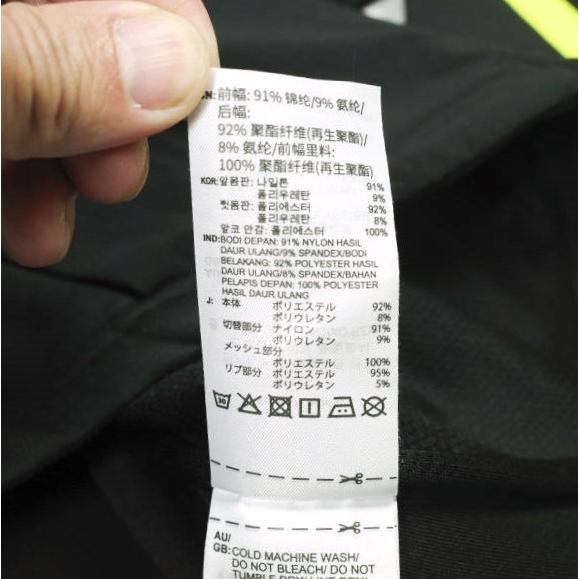 CN:前幅: 91% 锦纶/9% 氨纶/
后幅:
92% 聚酯纤维(再生聚酯)/
8% 氨纶/前幅里料:
100% 聚酯纤维(再生聚酯)
KOR:앞몸판: 나일론 91%
폴리우레탄 9%
뒷몸판: 폴리에스터 92%
폴리우레탄 8%
앞코 안감: 폴리에스터 100%
IND:BODI DEPAN: 91% NYLON HASIL
DAUR ULANG/9% SPANDEX/BODI
BELAKANG: 92% POLYESTER HASIL
DAUR ULANG/8% SPANDEX/BAHAN
PELAPIS DEPAN: 100% POLYESTER
HASIL DAUR ULANG
J: 本体 ポリエステル 92%
ポリウレタン 8%
切替部分 ナイロン 91%
ポリウレタン 9%
メッシュ部分
ポリエステル 100%
リブ部分 ポリエステル 95%
ポリウレタン 5%
30
AU/
GB:COLD MACHINE WASH/
DO NOT BLEACH/ DO NOT